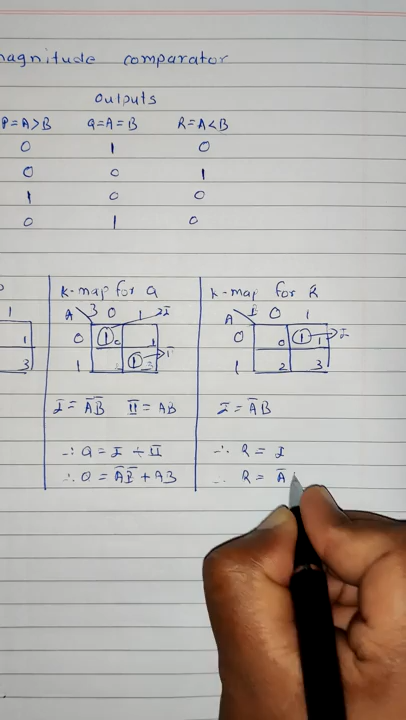 magnitude comparator
Outputs
P=A>B Q=A=B R=A<B
0 1 0
0 0 1
1 0 0
0 1 0
1
1
3
K-map for Q
A B 0 1 I
0 1 0 1
1 2 1 3 II
I = A̅B̅ II = AB
∴ Q = I + II
∴ Q = A̅B̅ + AB
K-map for R
A B 0 1
0 0 1 1 I
1 2 3
I = A̅B
∴ R = I
∴ R = A̅